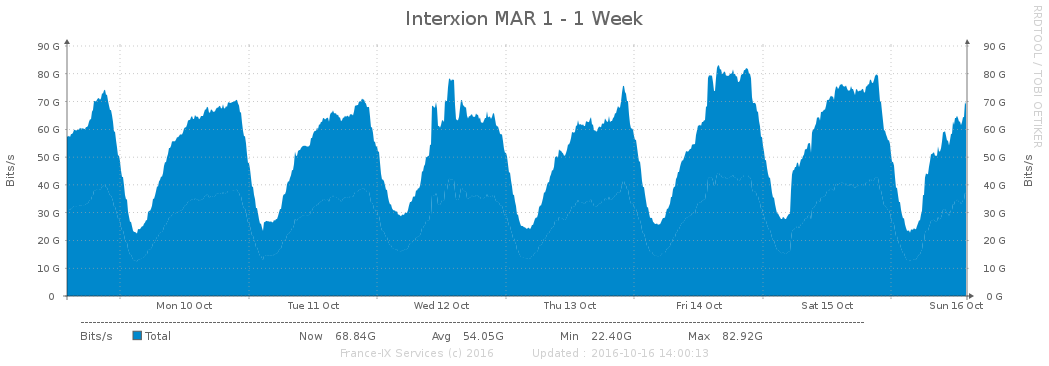 Interxion MAR 1 - 1 Week
RRDTOOL / TOBI OETIKER
Bits/s
Bits/s
90 G 90 G
80 G 80 G
70 G 70 G
60 G 60 G
50 G 50 G
40 G 40 G
30 G 30 G
20 G 20 G
10 G 10 G
0 0 G
Mon 10 Oct Tue 11 Oct Wed 12 Oct Thu 13 Oct Fri 14 Oct Sat 15 Oct Sun 16 Oct
Bits/s Total Now 68.84G Avg 54.05G Min 22.40G Max 82.92G
France-IX Services (c) 2016 Updated : 2016-10-16 14:00:13